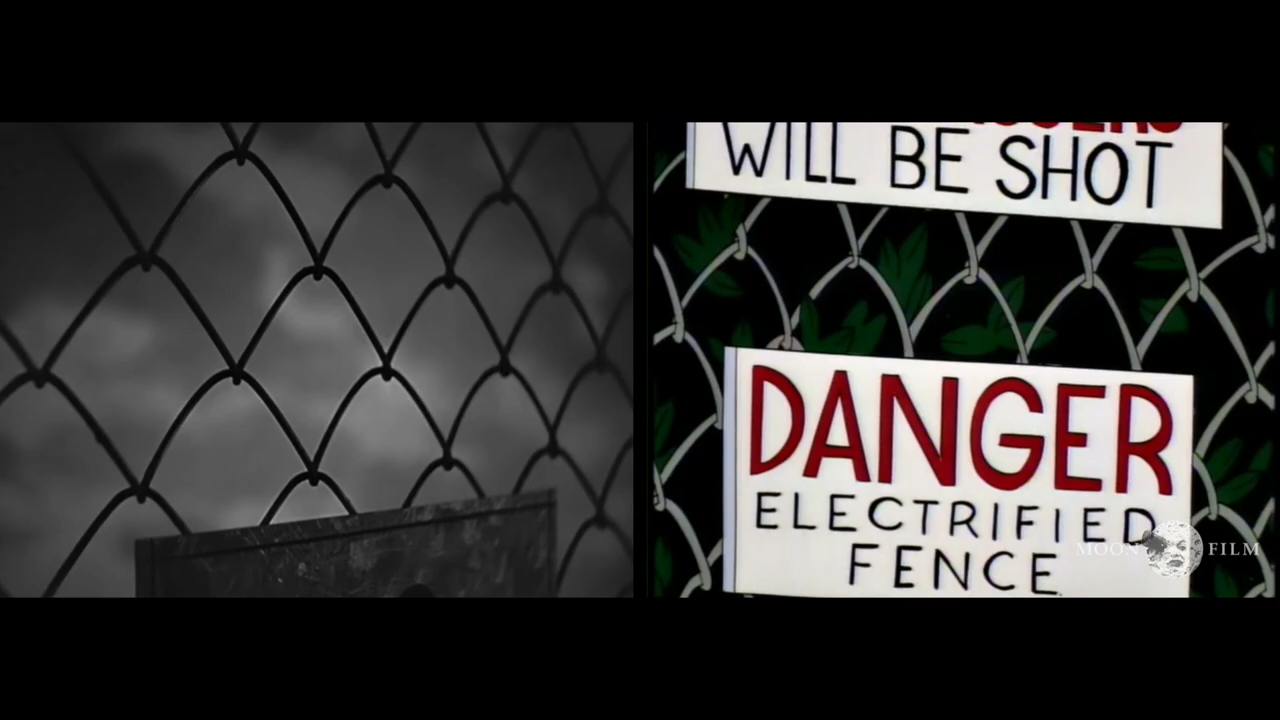 WILL BE SHOT
DANGER
ELECTRIFIED
FENCE
MOON FILM